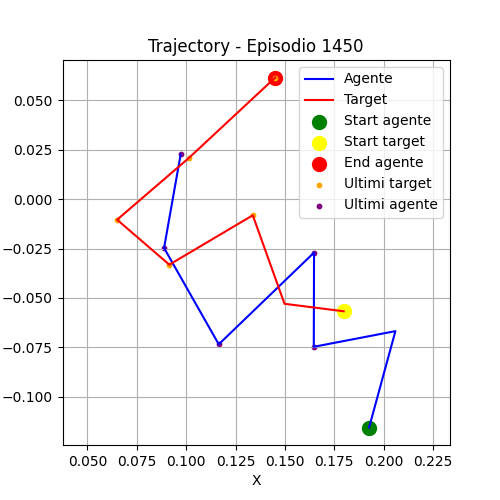 Trajectory - Episodio 1450
Agente
Target
Start agente
Start target
End agente
Ultimi target
Ultimi agente
0.050
0.025
0.000
−0.025
−0.050
−0.075
−0.100
0.050 0.075 0.100 0.125 0.150 0.175 0.200 0.225
X